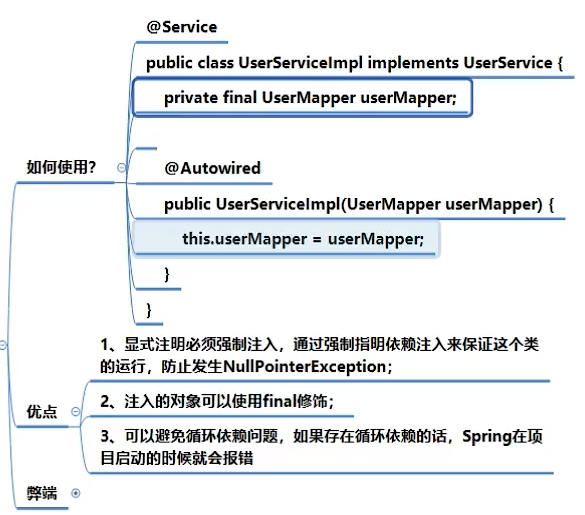 @Service
public class UserServiceImpl implements UserService {
private final UserMapper userMapper;
如何使用？
@Autowired
public UserServiceImpl(UserMapper userMapper) {
this.userMapper = userMapper;
}
}
1、显式注明必须强制注入，通过强制指明依赖注入来保证这个类
的运行，防止发生NullPointerException；
优点
2、注入的对象可以使用final修饰；
3、可以避免循环依赖问题，如果存在循环依赖的话，Spring在项
目启动的时候就会报错
弊端